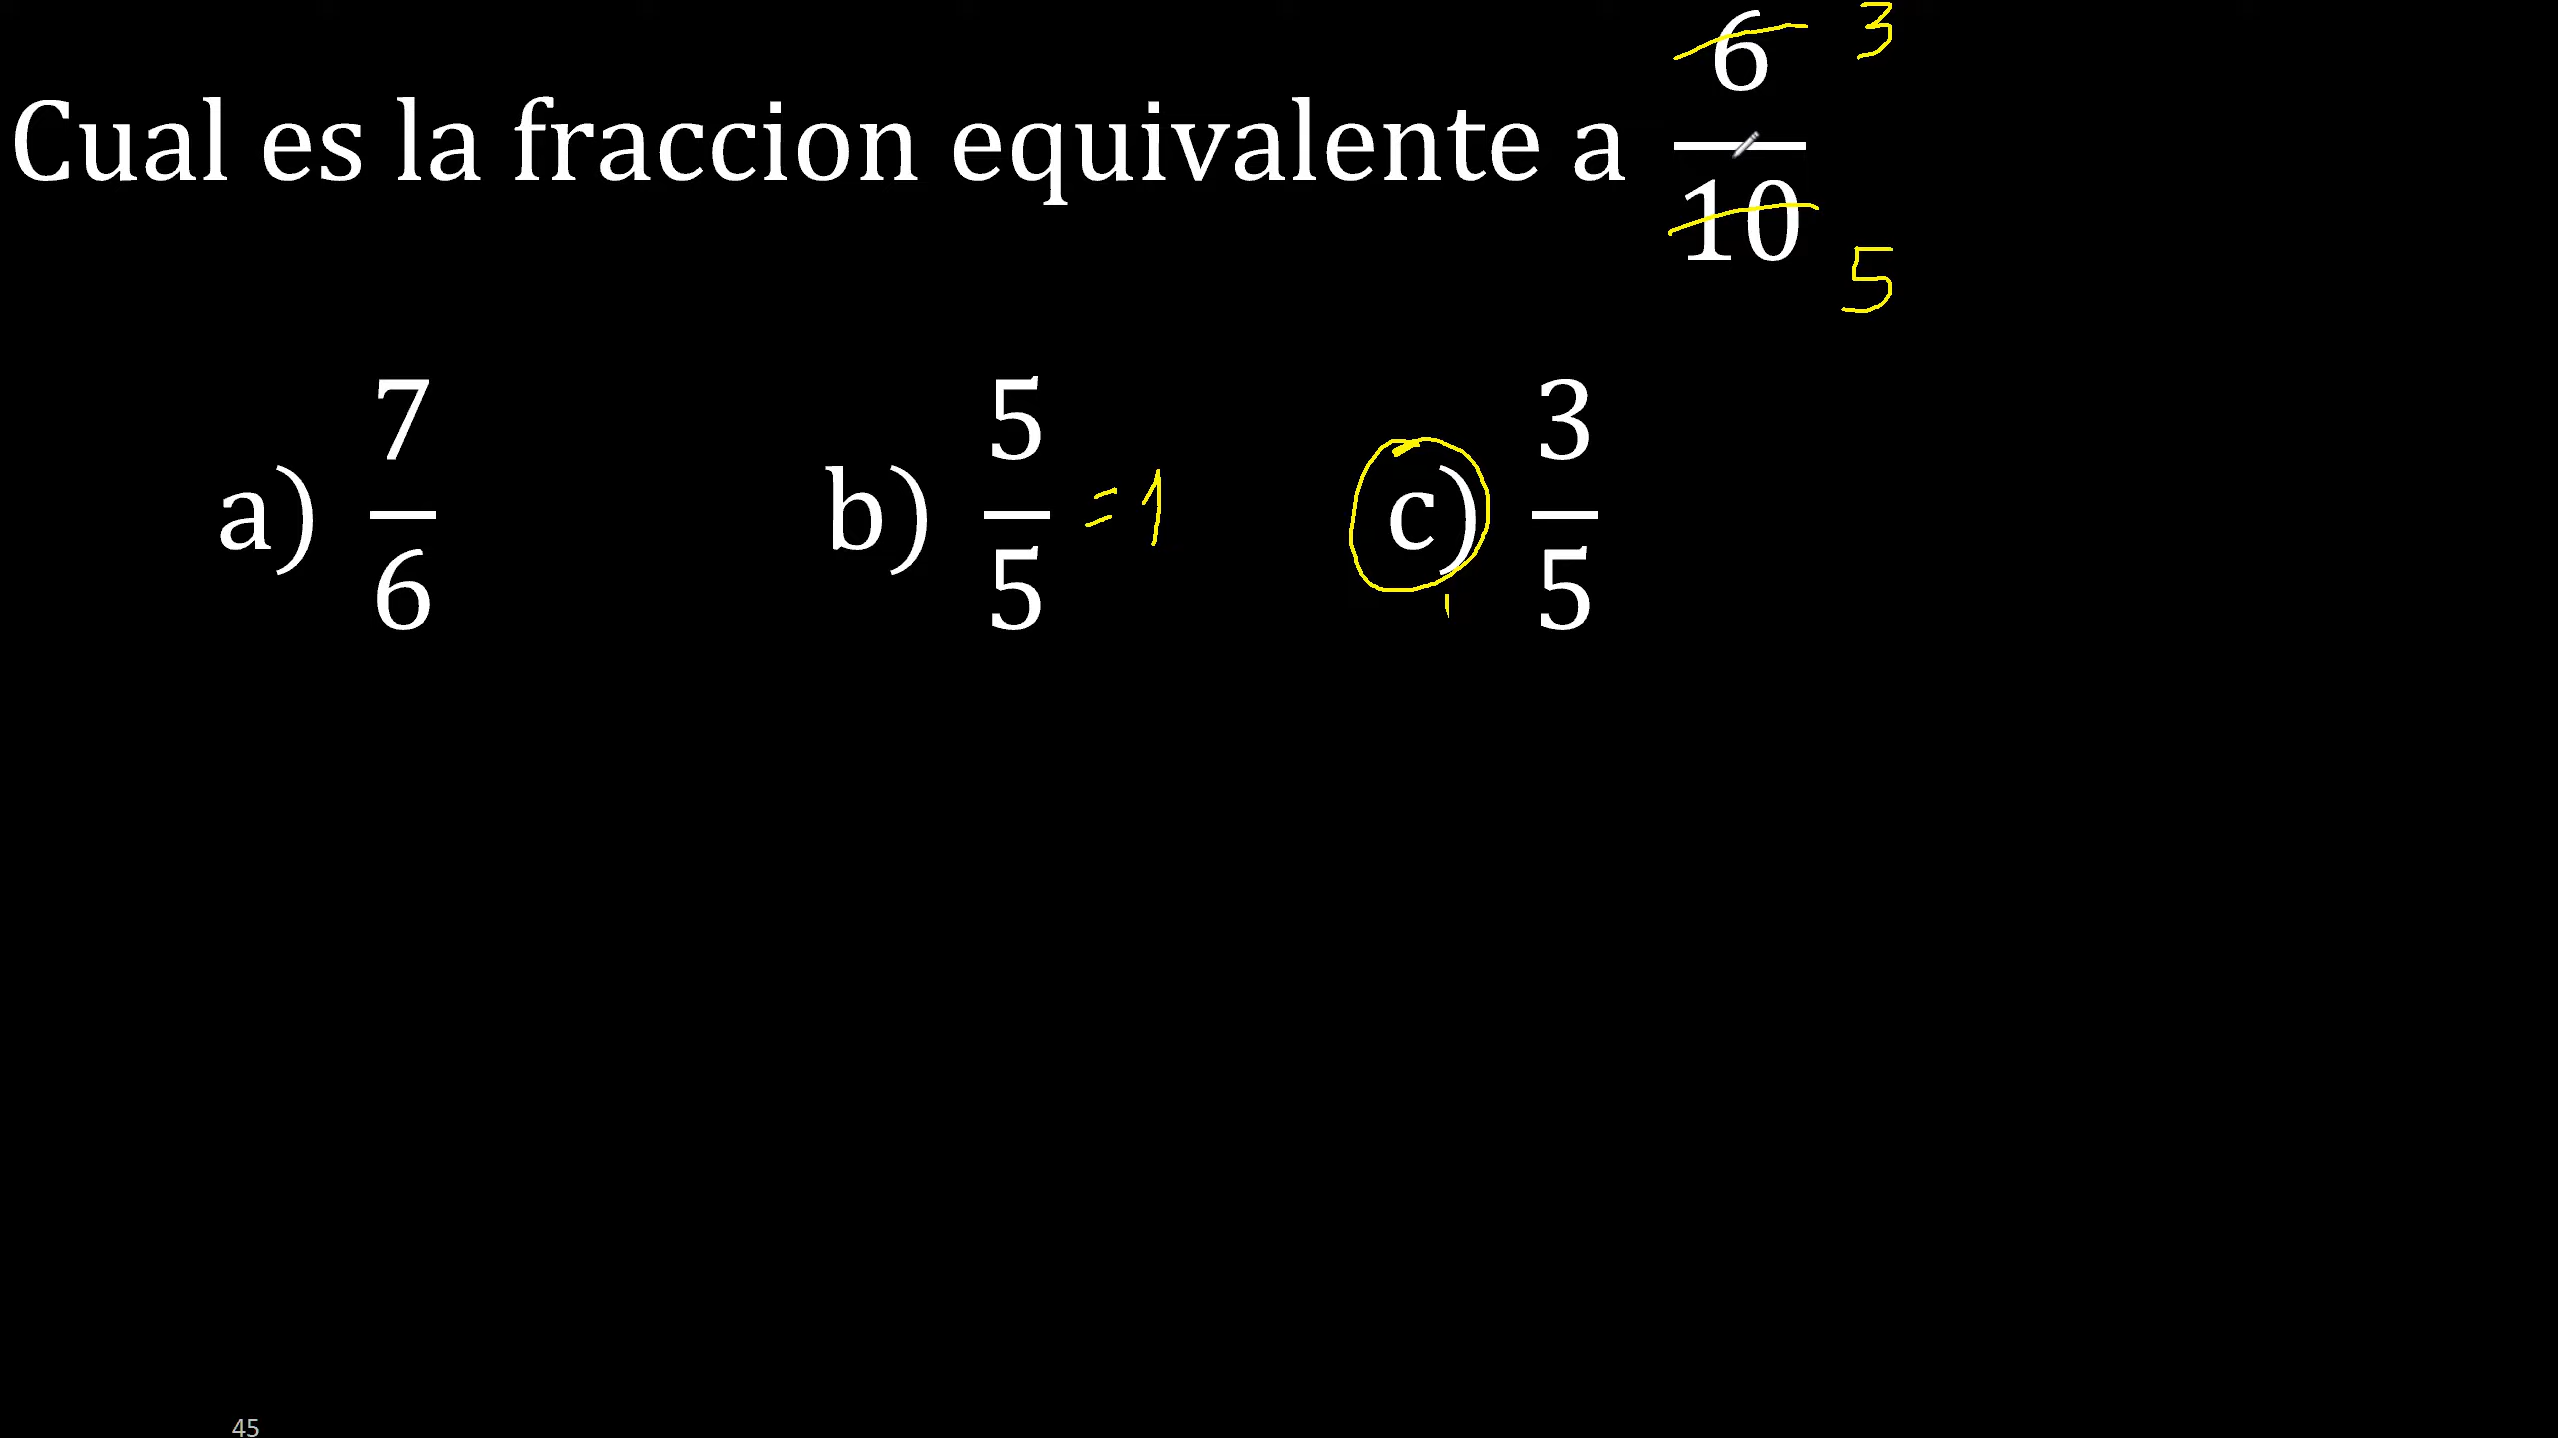 Cual es la fraccion equivalente a 6/10 3 5
a) 7/6 b) 5/5 = 1 c) 3/5
45